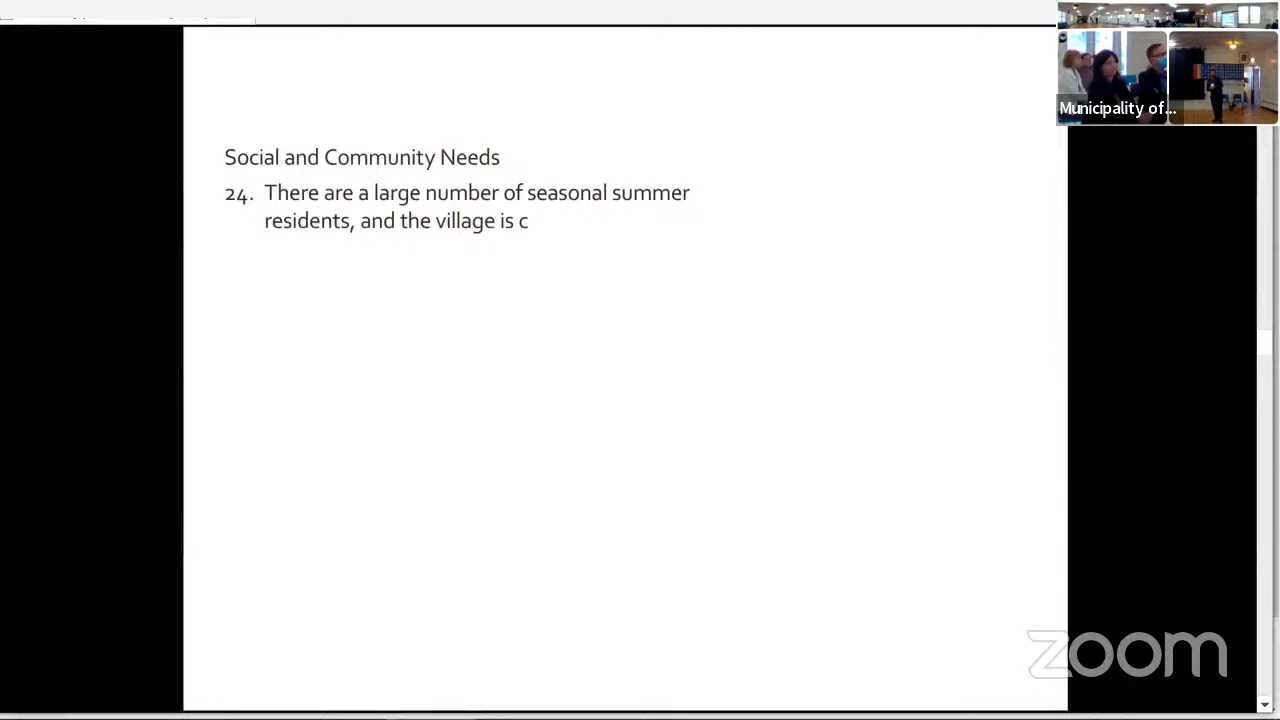 Municipality of...
Social and Community Needs
24. There are a large number of seasonal summer
residents, and the village is c
zoom